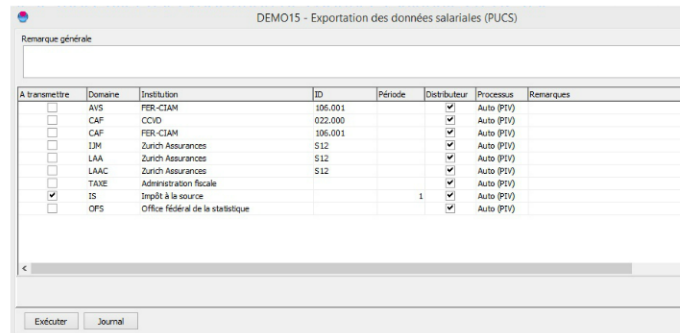 DEMO15 - Exportation des données salariales (PUCS)
Remarque générale
A transmettre Domaine Institution ID Période Distributeur Processus Remarques
AVS FER-CIAM 106.001 Auto (PIV)
CAF CCVD 022.000 Auto (PIV)
CAF FER-CIAM 106.001 Auto (PIV)
IJM Zurich Assurances S12 Auto (PIV)
LAA Zurich Assurances S12 Auto (PIV)
LAAC Zurich Assurances S12 Auto (PIV)
TAXE Administration fiscale Auto (PIV)
IS Impôt à la source 1 Auto (PIV)
OFS Office fédéral de la statistique Auto (PIV)
Exécuter Journal